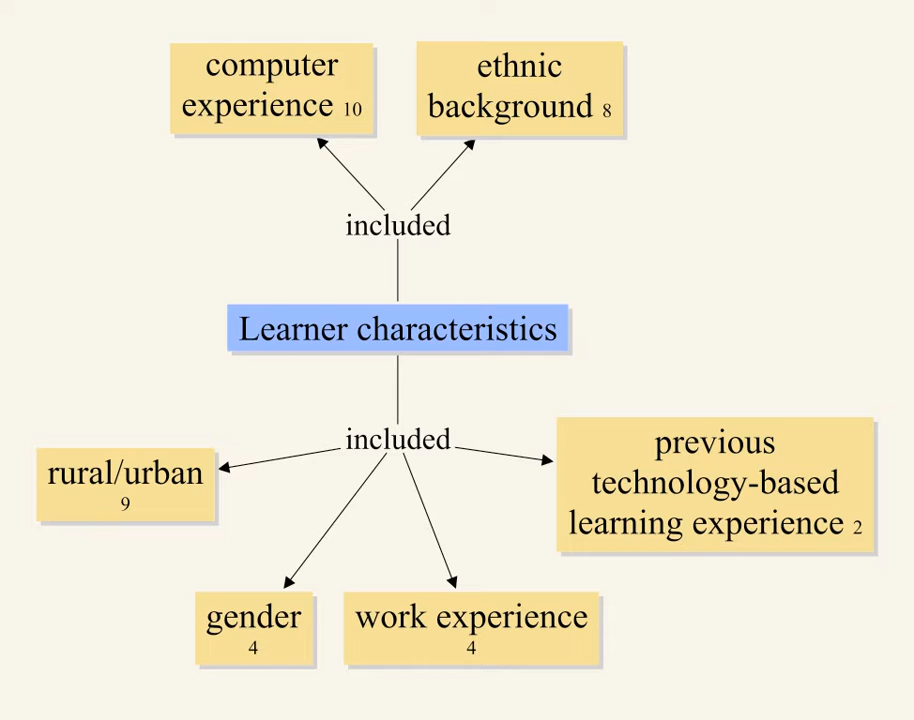 computer
experience 10
ethnic
background 8
included
Learner characteristics
included
rural/urban
9
previous
technology-based
learning experience 2
gender
4
work experience
4